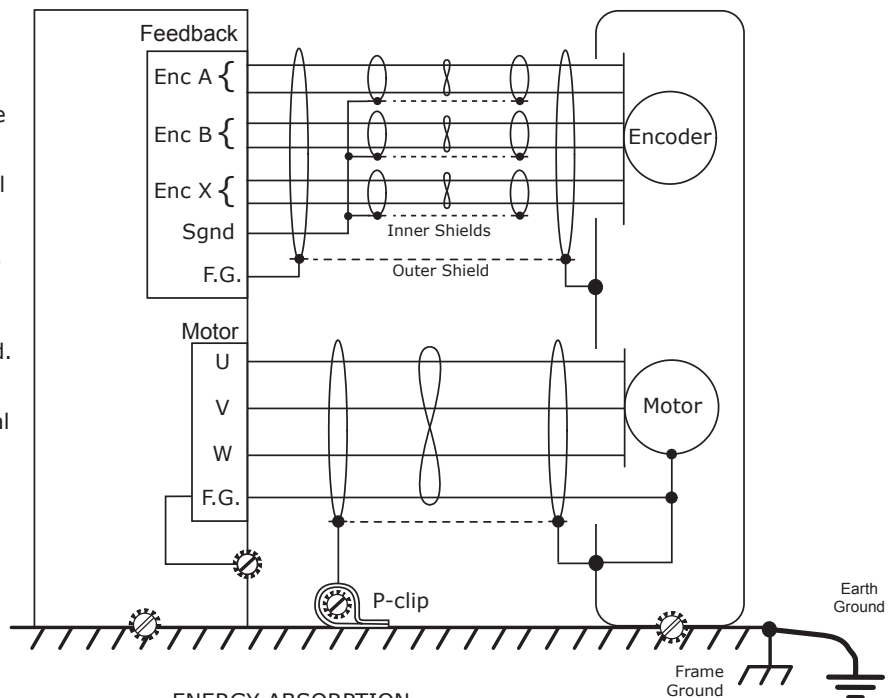 e
l
d.
al
Feedback
Enc A {
Enc B {
Enc X {
Sgnd
F.G.
Inner Shields
Outer Shield
Encoder
Motor
U
V
W
F.G.
Motor
P-clip
Earth
Ground
Frame
Ground
ENERGY ABSORPTION